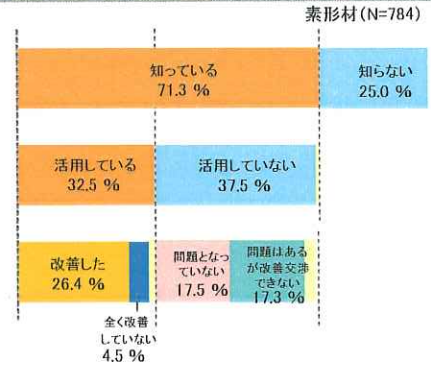 素形材(N=784)
知っている
71.3 %
知らない
25.0 %
活用している
32.5 %
活用していない
37.5 %
改善した
26.4 %
全く改善
していない
4.5 %
問題となっ
ていない
17.5 %
問題はある
が改善交渉
できない
17.3 %